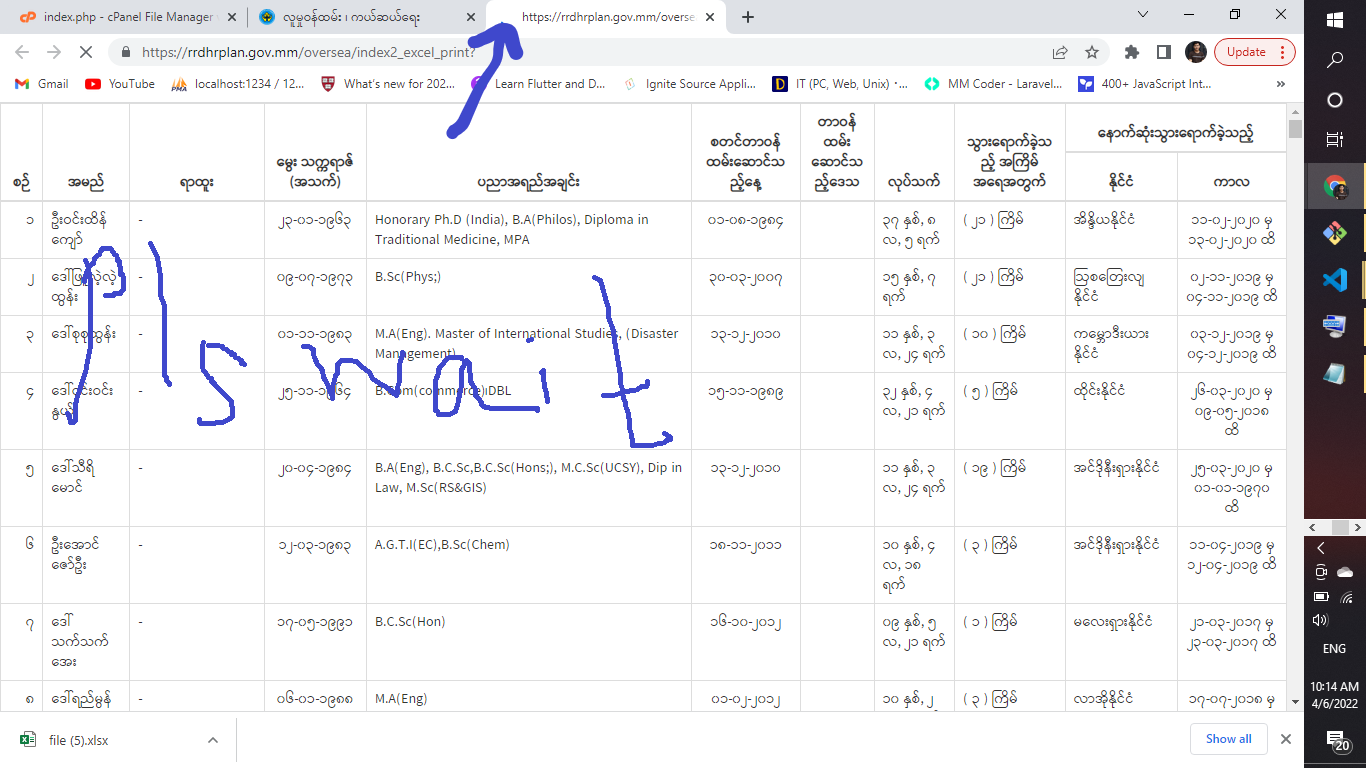 index.php - cPanel File Manager
လူမှုဝန်ထမ်း ၊ ကယ်ဆယ်ရေး
https://rrdhrplan.gov.mm/overse
https://rrdhrplan.gov.mm/oversea/index2_excel_print?
Update
Gmail
YouTube
localhost:1234 / 12...
What's new for 202...
Learn Flutter and D...
Ignite Source Appli...
IT (PC, Web, Unix) · ...
MM Coder - Laravel...
400+ JavaScript Int...
»
စဉ် အမည် ရာထူး မွေး သက္ကရာဇ် (အသက်) ပညာအရည်အချင်း စတင်တာဝန် ထမ်းဆောင်သည့်နေ့ တာဝန် ထမ်းဆောင်သည့်ဒေသ လုပ်သက် သွားရောက်ခဲ့သည့် အကြိမ် အရေအတွက် နောက်ဆုံးသွားရောက်ခဲ့သည့်
နိုင်ငံ ကာလ
၁ ဦးဝင်းထိန်ကျော် - ၂၃-၀၁-၁၉၆၃ Honorary Ph.D (India), B.A(Philos), Diploma in Traditional Medicine, MPA ၀၁-၀၈-၁၉၈၄ ၃၇ နှစ်, ၈ လ, ၅ ရက် ( ၂၁ ) ကြိမ် အိန္ဒိယနိုင်ငံ ၁၁-၀၂-၂၀၂၀ မှ ၁၃-၀၂-၂၀၂၀ ထိ
၂ ဒေါ်ဖြူလဲ့လဲ့ထွန်း - ၀၉-၀၇-၁၉၇၃ B.Sc(Phys;) ၃၀-၀၃-၂၀၀၇ ၁၅ နှစ်, ၇ ရက် ( ၂၁ ) ကြိမ် ဩစတြေးလျနိုင်ငံ ၀၂-၁၁-၂၀၁၉ မှ ၀၄-၁၁-၂၀၁၉ ထိ
၃ ဒေါ်စုစုထွန်း - ၀၁-၁၁-၁၉၈၃ M.A(Eng). Master of International Studies, (Disaster Management) ၁၃-၁၂-၂၀၁၀ ၁၁ နှစ်, ၃ လ, ၂၄ ရက် ( ၁၀ ) ကြိမ် ကမ္ဘောဒီးယားနိုင်ငံ ၀၃-၁၂-၂၀၁၉ မှ ၀၄-၁၂-၂၀၁၉ ထိ
၄ ဒေါ်ဝင်းဝင်းနွယ် - ၂၅-၁၁-၁၉၆၄ B.Com(commerce)၊DBL ၁၅-၁၁-၁၉၈၉ ၃၂ နှစ်, ၄ လ, ၂၁ ရက် ( ၅ ) ကြိမ် ထိုင်းနိုင်ငံ ၂၆-၀၃-၂၀၂၀ မှ ၀၉-၀၅-၂၀၁၈ ထိ
၅ ဒေါ်သီရိမောင် - ၂၀-၀၄-၁၉၈၄ B.A(Eng), B.C.Sc,B.C.Sc(Hons;), M.C.Sc(UCSY), Dip in Law, M.Sc(RS&GIS) ၁၃-၁၂-၂၀၁၀ ၁၁ နှစ်, ၃ လ, ၂၄ ရက် ( ၁၉ ) ကြိမ် အင်ဒိုနီးရှားနိုင်ငံ ၂၅-၀၃-၂၀၂၀ မှ ၀၁-၀၁-၁၉၇၀ ထိ
၆ ဦးအောင်ဇော်ဦး - ၁၂-၀၃-၁၉၈၃ A.G.T.I(EC),B.Sc(Chem) ၁၈-၁၁-၂၀၁၁ ၁၀ နှစ်, ၄ လ, ၁၈ ရက် ( ၃ ) ကြိမ် အင်ဒိုနီးရှားနိုင်ငံ ၁၁-၀၄-၂၀၁၉ မှ ၁၂-၀၄-၂၀၁၉ ထိ
၇ ဒေါ်သက်သက်အေး - ၁၇-၀၅-၁၉၉၁ B.C.Sc(Hon) ၁၆-၁၀-၂၀၁၂ ၀၉ နှစ်, ၅ လ, ၂၁ ရက် ( ၁ ) ကြိမ် မလေးရှားနိုင်ငံ ၂၁-၀၃-၂၀၁၇ မှ ၂၃-၀၃-၂၀၁၇ ထိ
၈ ဒေါ်ရည်မွန် - ၀၆-၀၁-၁၉၈၈ M.A(Eng) ၀၁-၀၂-၂၀၁၂ ၁၀ နှစ်, ၂ ( ၃ ) ကြိမ် လာအိုနိုင်ငံ ၁၇-၀၇-၂၀၁၈ မှ
Pls wait
file (5).xlsx
Show all
ENG
10:14 AM
4/6/2022
20